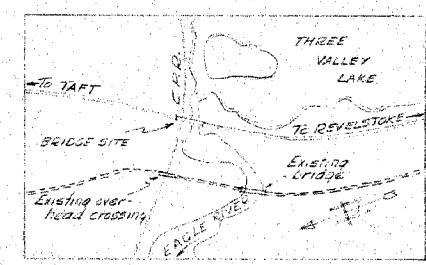 THREE
VALLEY
LAKE
TO TAFT
C.P.R.
TO REVELSTOKE
BRIDGE SITE
Existing
bridge
Existing over-
head crossing
EAGLE RIVER